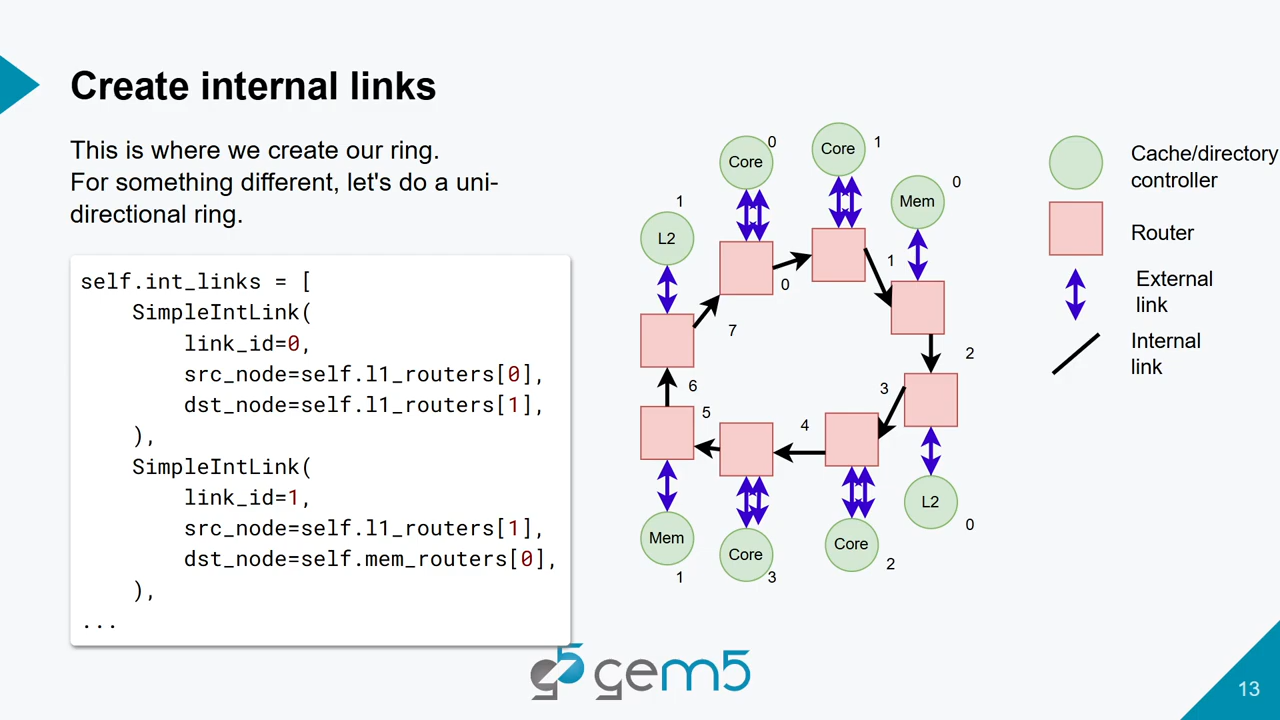 Create internal links
This is where we create our ring.
For something different, let's do a uni-
directional ring.
self.int_links = [
    SimpleIntLink(
        link_id=0,
        src_node=self.l1_routers[0],
        dst_node=self.l1_routers[1],
    ),
    SimpleIntLink(
        link_id=1,
        src_node=self.l1_routers[1],
        dst_node=self.mem_routers[0],
    ),
...
Core
0
Core
1
Mem
0
1
L2
0
1
7
2
6
3
5
4
L2
0
Mem
1
Core
3
Core
2
Cache/directory
controller
Router
External
link
Internal
link
gem5
13